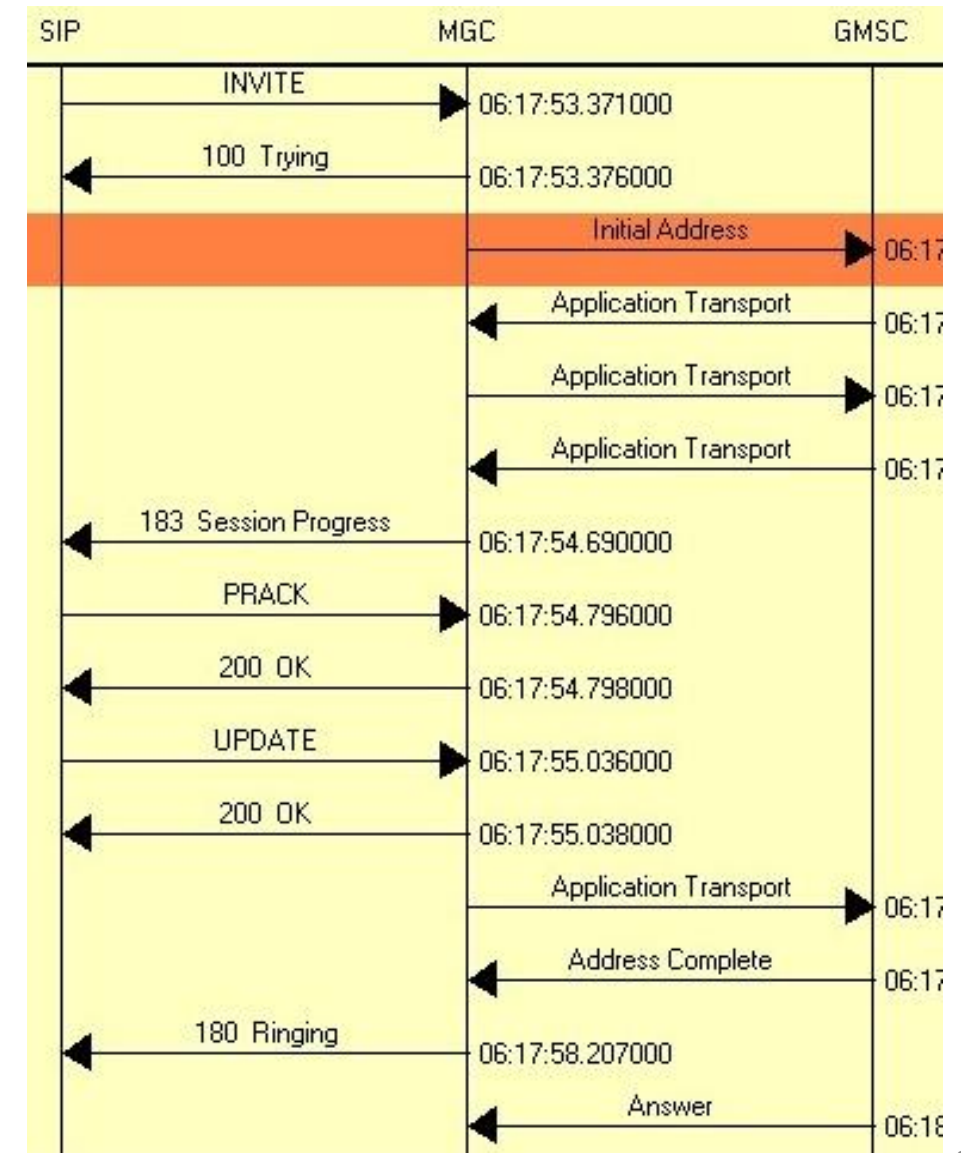 SIP MGC GMSC
INVITE
06:17:53.371000
100 Trying
06:17:53.376000
Initial Address
06:17
Application Transport
06:17
Application Transport
06:17
Application Transport
06:17
183 Session Progress
06:17:54.690000
PRACK
06:17:54.796000
200 OK
06:17:54.798000
UPDATE
06:17:55.036000
200 OK
06:17:55.038000
Application Transport
06:17
Address Complete
06:17
180 Ringing
06:17:58.207000
Answer
06:18